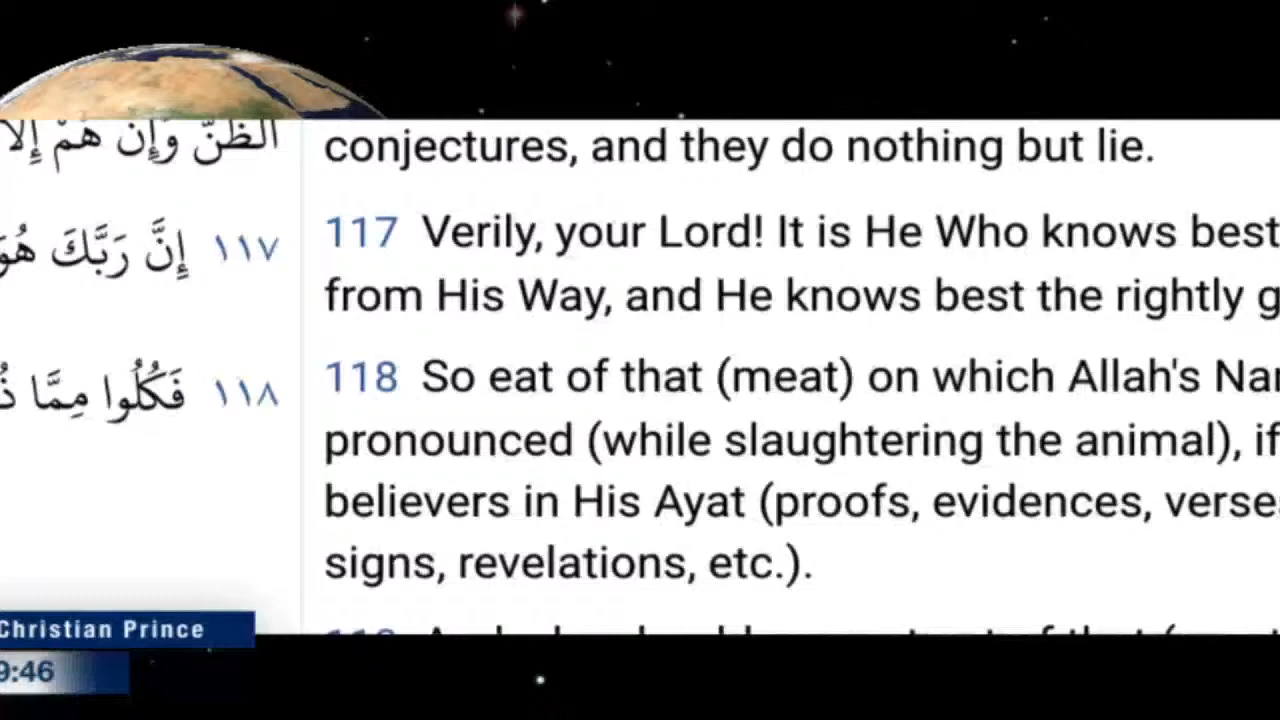 الظَّنَّ وَإِنْ هُمْ إِلَّا
conjectures, and they do nothing but lie.
١١٧ إِنَّ رَبَّكَ هُوَ
117 Verily, your Lord! It is He Who knows best
from His Way, and He knows best the rightly g
١١٨ فَكُلُوا مِمَّا ذُ
118 So eat of that (meat) on which Allah's Na
pronounced (while slaughtering the animal), if
believers in His Ayat (proofs, evidences, verse
signs, revelations, etc.).
Christian Prince
9:46